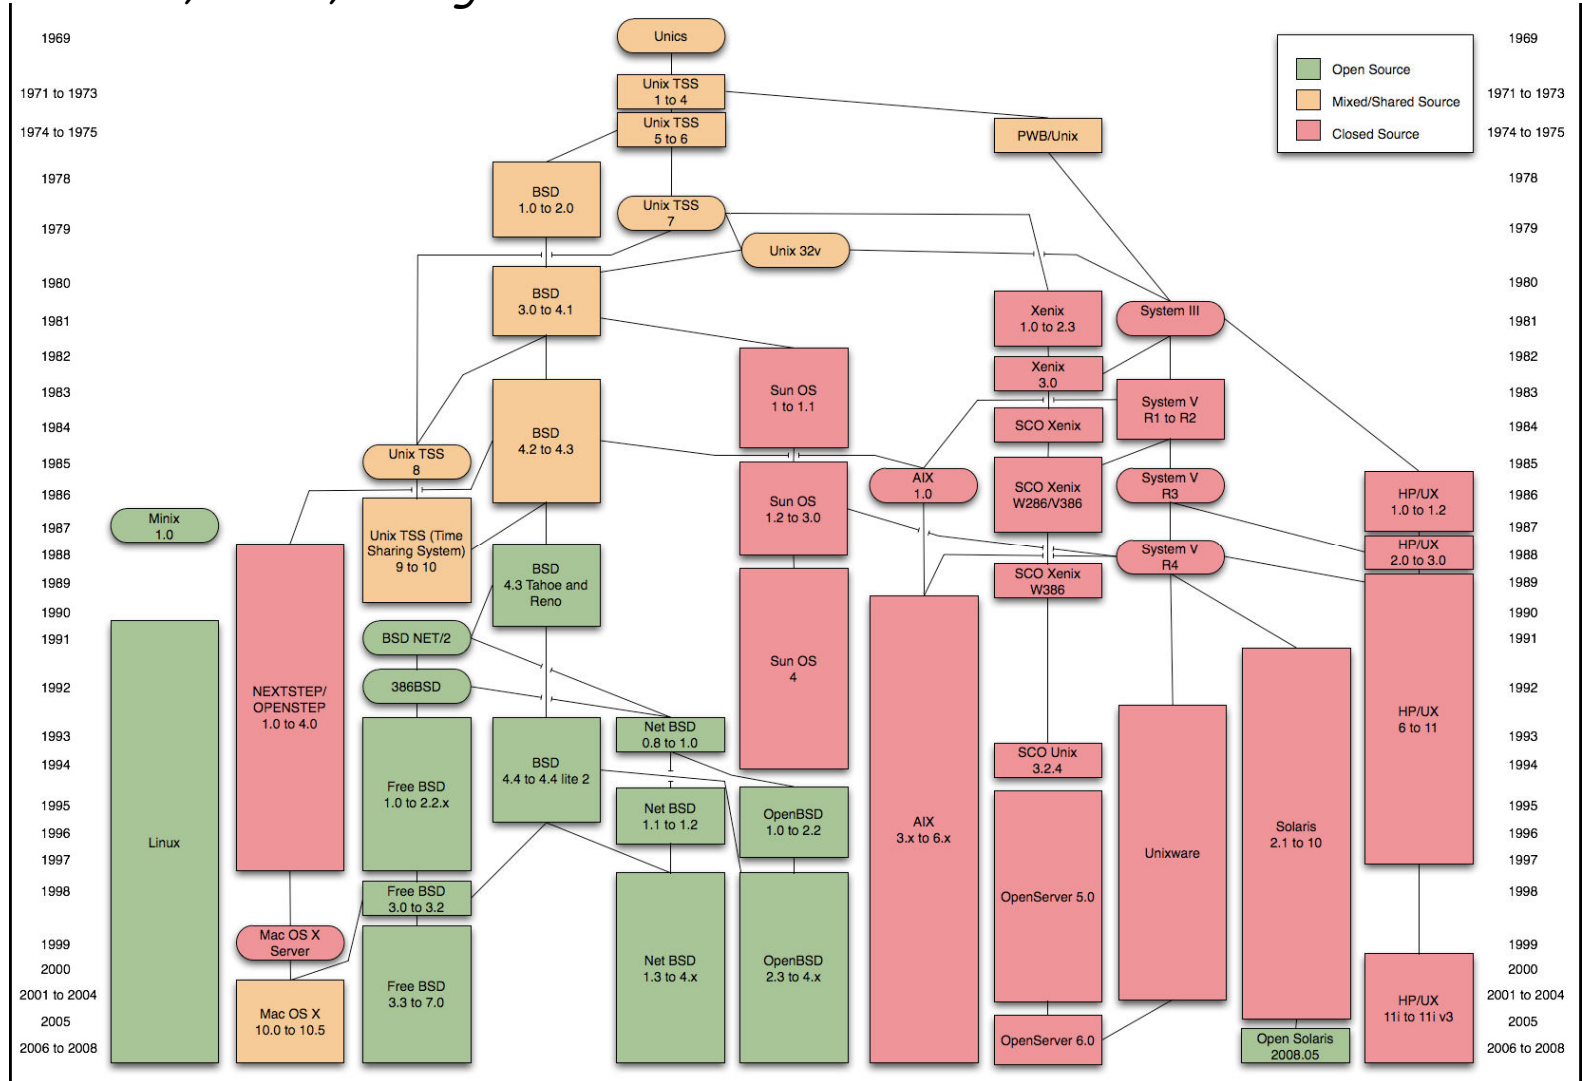 1969
1971 to 1973
1974 to 1975
1978
1979
1980
1981
1982
1983
1984
1985
1986
1987
1988
1989
1990
1991
1992
1993
1994
1995
1996
1997
1998
1999
2000
2001 to 2004
2005
2006 to 2008
Unics
Unix TSS
1 to 4
Unix TSS
5 to 6
PWB/Unix
BSD
1.0 to 2.0
Unix TSS
7
Unix 32v
BSD
3.0 to 4.1
Xenix
1.0 to 2.3
System III
Sun OS
1 to 1.1
Xenix
3.0
BSD
4.2 to 4.3
System V
R1 to R2
SCO Xenix
Unix TSS
8
Sun OS
1.2 to 3.0
AIX
1.0
SCO Xenix
W286/V386
System V
R3
HP/UX
1.0 to 1.2
Minix
1.0
Unix TSS (Time
Sharing System)
9 to 10
BSD
4.3 Tahoe and
Reno
System V
R4
HP/UX
2.0 to 3.0
SCO Xenix
W386
BSD NET/2
386BSD
Sun OS
4
NEXTSTEP/
OPENSTEP
1.0 to 4.0
HP/UX
6 to 11
Net BSD
0.8 to 1.0
SCO Unix
3.2.4
BSD
4.4 to 4.4 lite 2
Free BSD
1.0 to 2.2.x
Net BSD
1.1 to 1.2
OpenBSD
1.0 to 2.2
AIX
3.x to 6.x
Linux
Unixware
Solaris
2.1 to 10
Free BSD
3.0 to 3.2
OpenServer 5.0
Mac OS X
Server
Net BSD
1.3 to 4.x
OpenBSD
2.3 to 4.x
Free BSD
3.3 to 7.0
Mac OS X
10.0 to 10.5
HP/UX
11i to 11i v3
OpenServer 6.0
Open Solaris
2008.05
Open Source
Mixed/Shared Source
Closed Source
1969
1971 to 1973
1974 to 1975
1978
1979
1980
1981
1982
1983
1984
1985
1986
1987
1988
1989
1990
1991
1992
1993
1994
1995
1996
1997
1998
1999
2000
2001 to 2004
2005
2006 to 2008